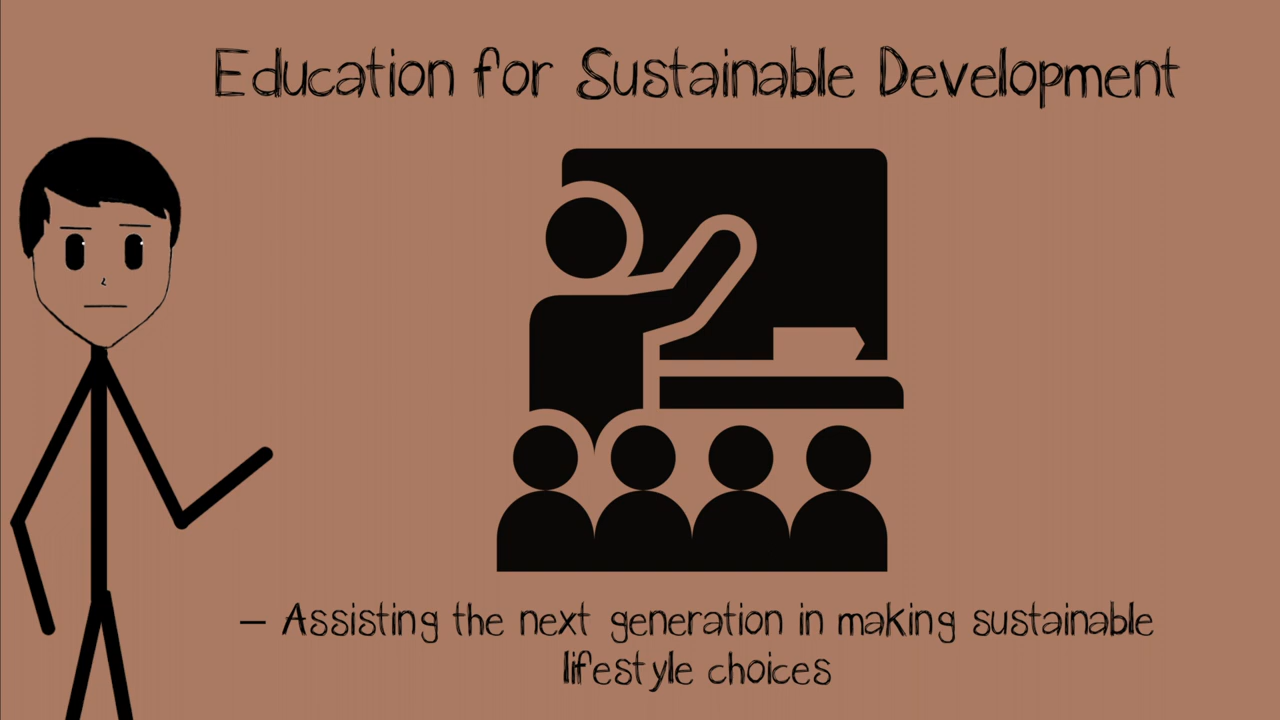 Education for Sustainable Development
– Assisting the next generation in making sustainable
lifestyle choices